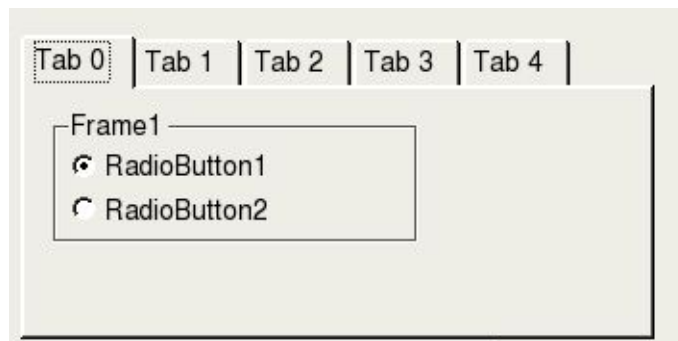 Tab 0 Tab 1 Tab 2 Tab 3 Tab 4
Frame1
RadioButton1
RadioButton2